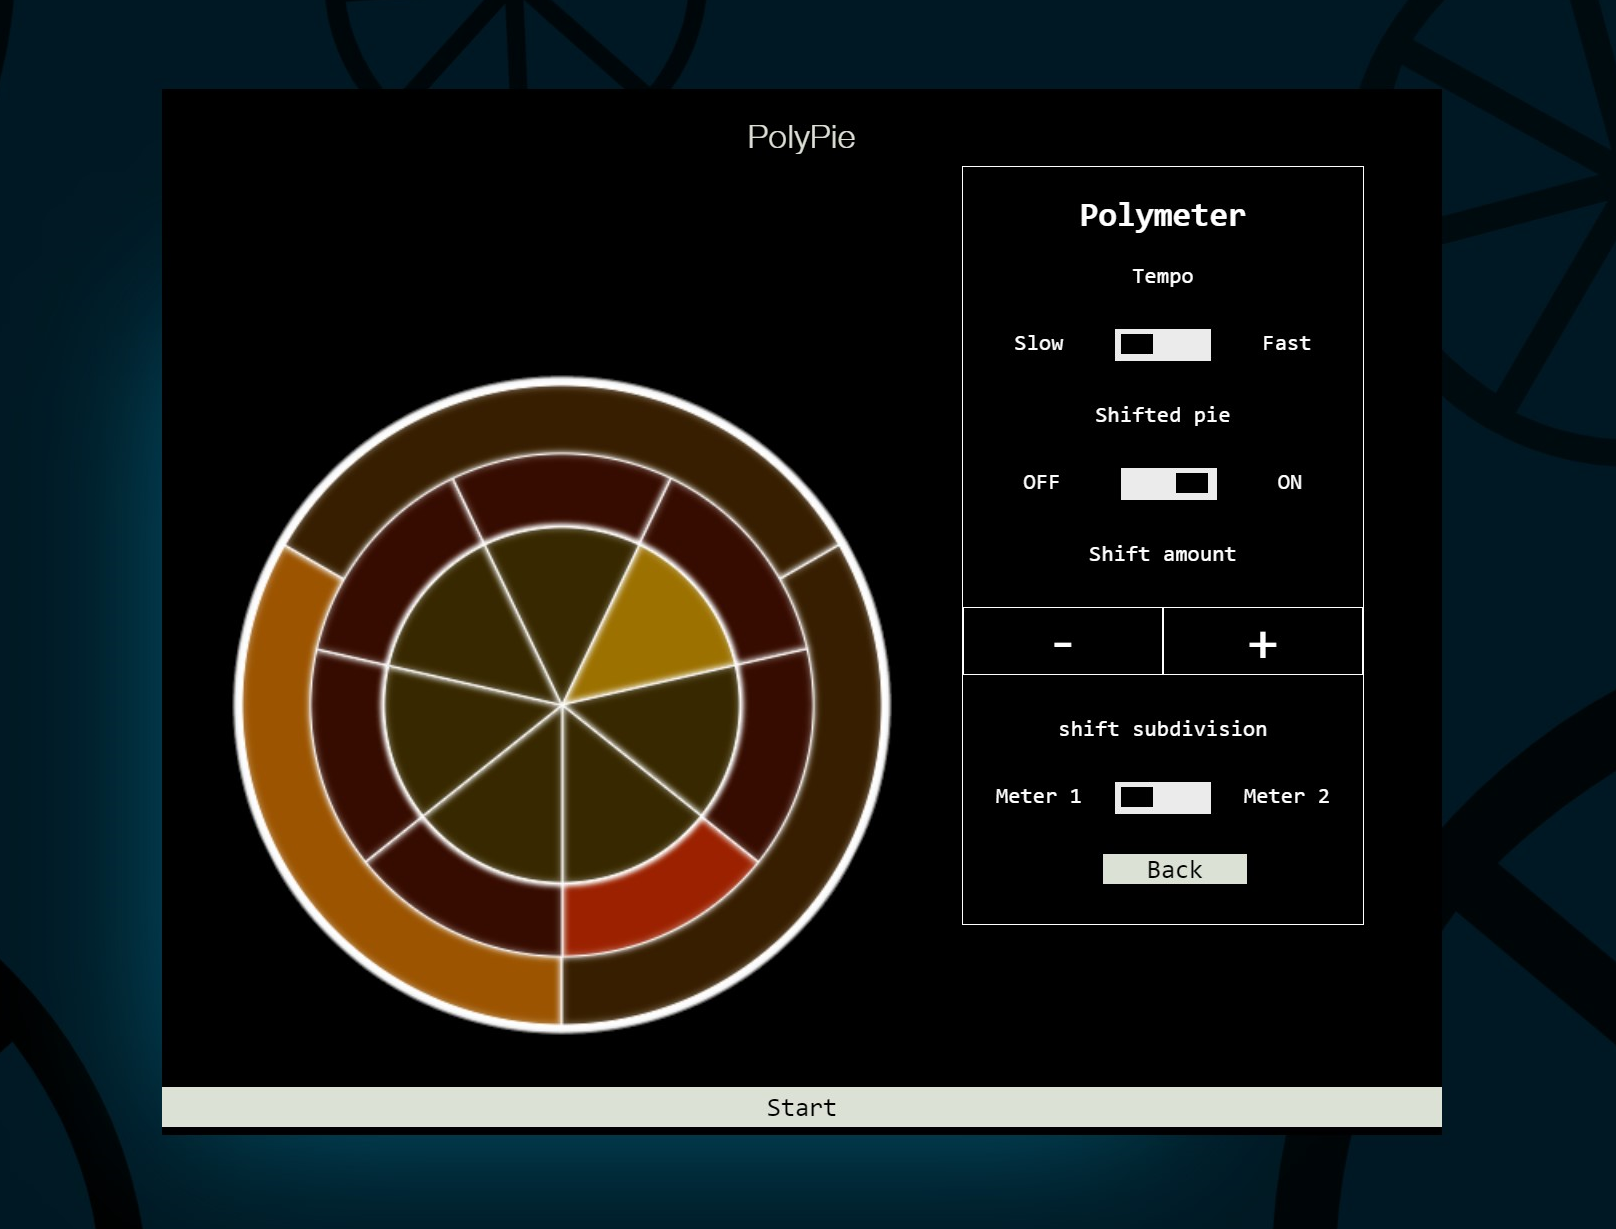 PolyPie
Polymeter
Tempo
Slow Fast
Shifted pie
OFF ON
Shift amount
- +
shift subdivision
Meter 1 Meter 2
Back
Start